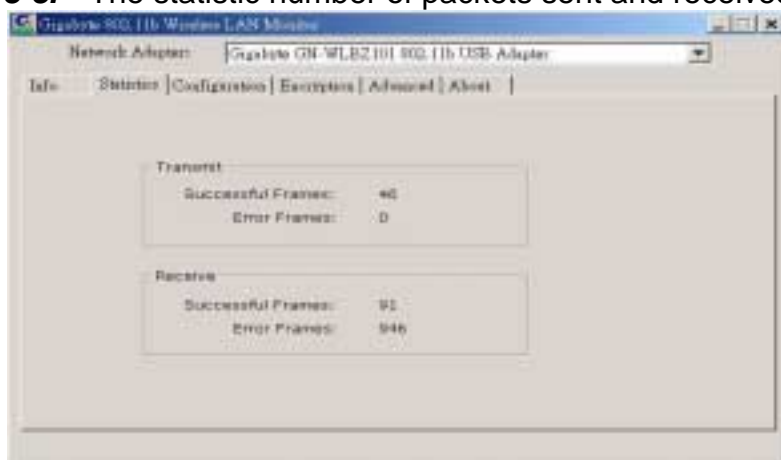 The statistic number of packets sent and received
Gigabyte 802.11b Wireless LAN Monitor
Network Adapter: Gigabyte GN-WLBZ101 802.11b USB Adapter
Info Statistics Configuration Encryption Advanced About
Transmit
Successful Frames:
Error Frames: 0
Receive
Successful Frames:
Error Frames: 946